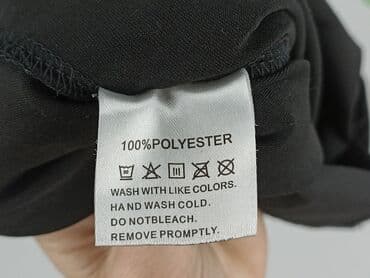 100%POLYESTER
WASH WITH LIKE COLORS.
HAND WASH COLD.
DO NOTBLEACH.
REMOVE PROMPTLY.